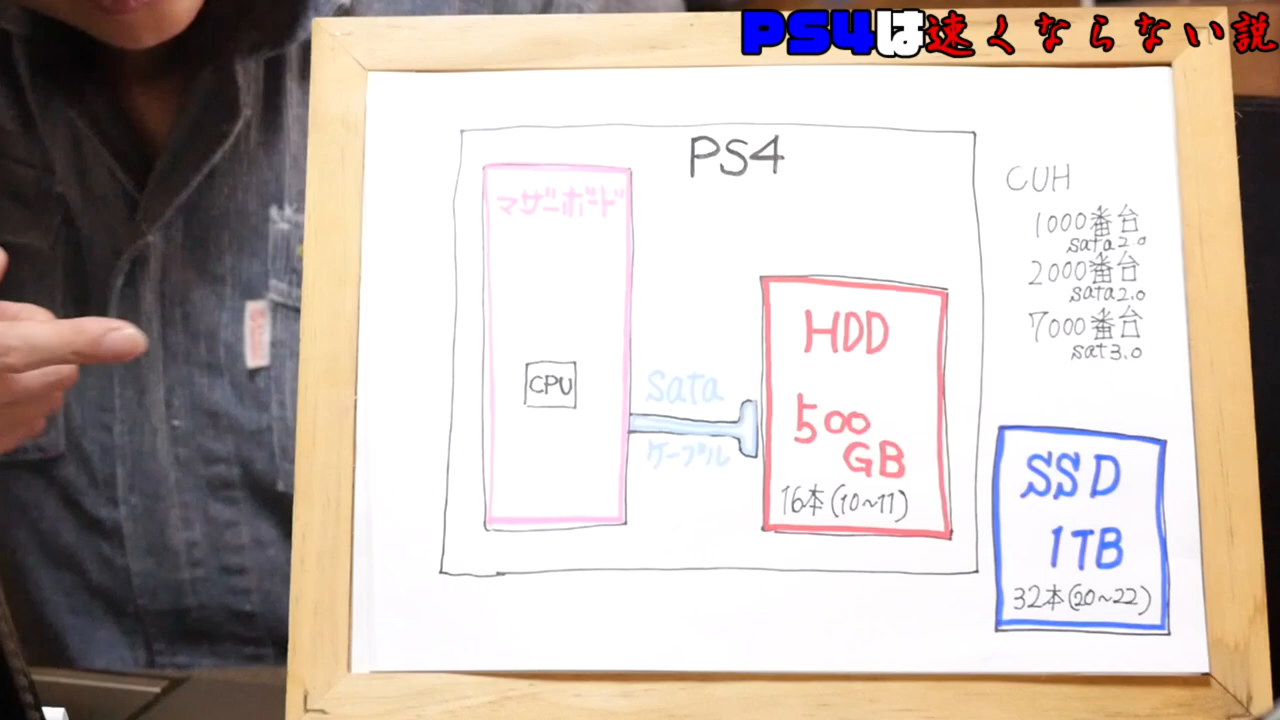 PS4は速くならない説
PS4
マザーボード
CPU
Sata
ケーブル
HDD
500
GB
16本(10~11)
CUH
1000番台
sata2.0
2000番台
sata2.0
7000番台
sat3.0
SSD
1TB
32本(20~22)